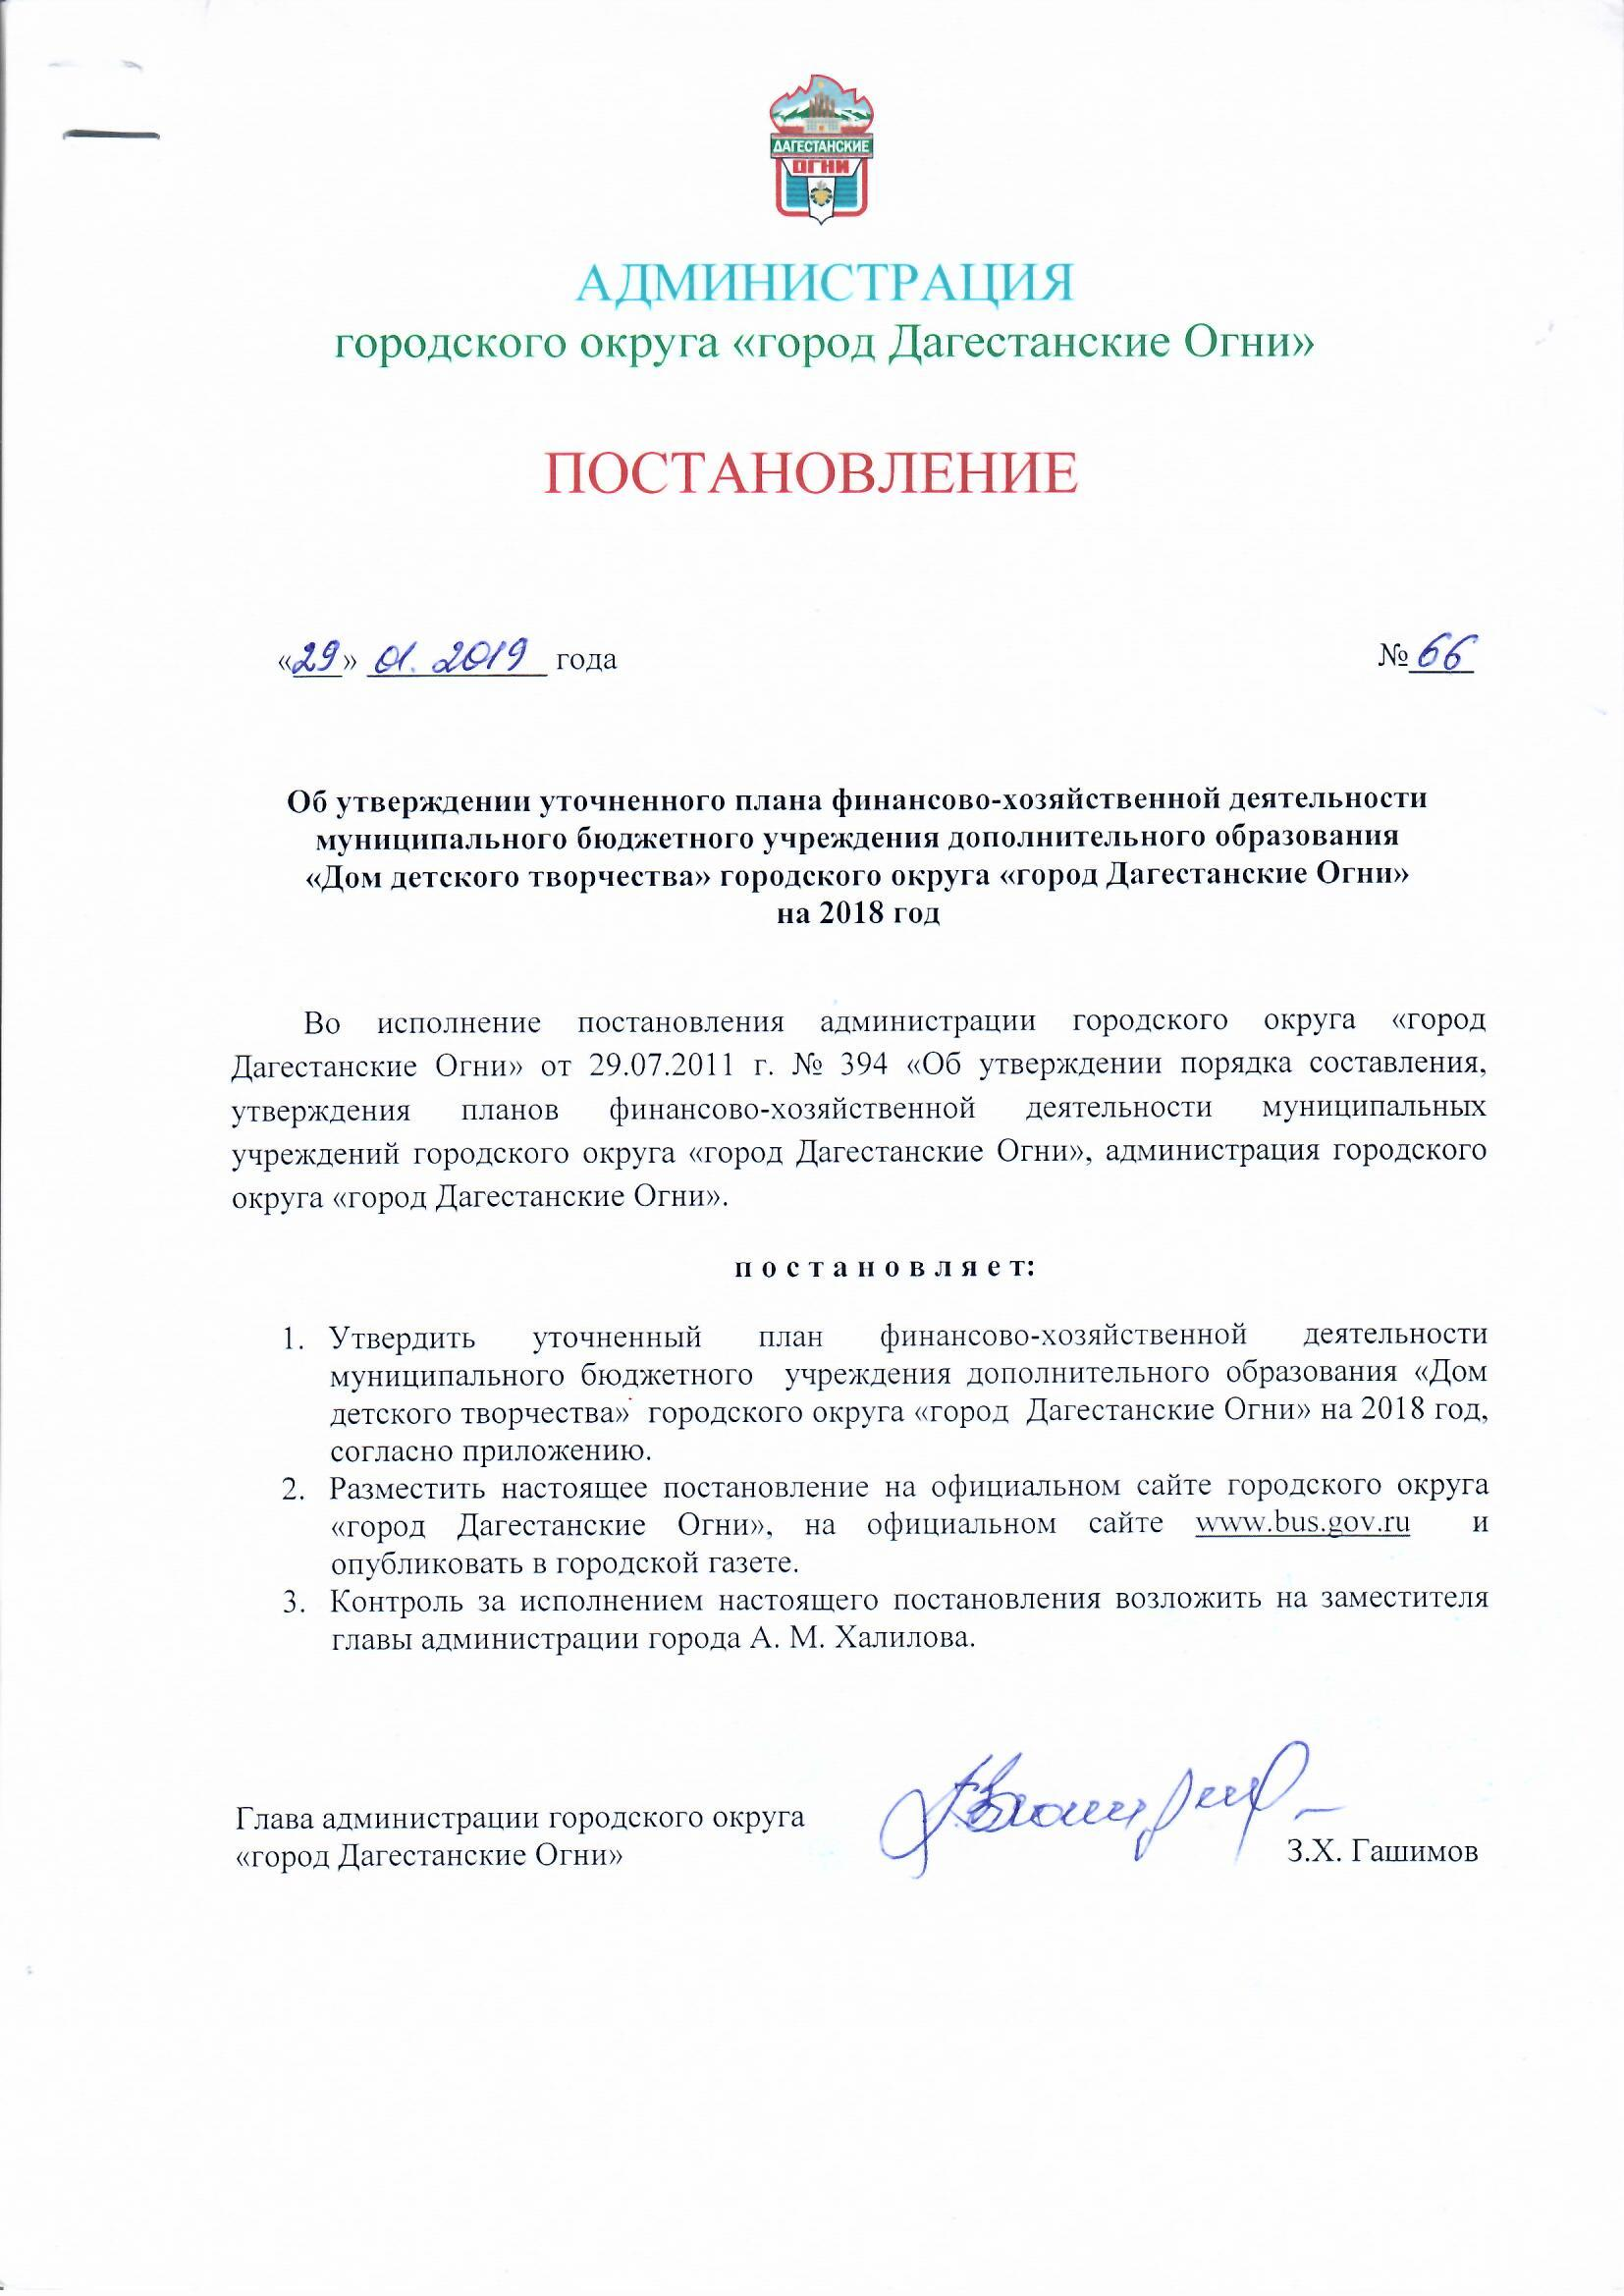 ДАГЕСТАНСКИЕ
ОГНИ
АДМИНИСТРАЦИЯ
городского округа «город Дагестанские Огни»
ПОСТАНОВЛЕНИЕ
«29» 01. 2019 года №66
Об утверждении уточненного плана финансово-хозяйственной деятельности
муниципального бюджетного учреждения дополнительного образования
«Дом детского творчества» городского округа «город Дагестанские Огни»
на 2018 год
Во исполнение постановления администрации городского округа «город
Дагестанские Огни» от 29.07.2011 г. № 394 «Об утверждении порядка составления,
утверждения планов финансово-хозяйственной деятельности муниципальных
учреждений городского округа «город Дагестанские Огни», администрация городского
округа «город Дагестанские Огни».
п о с т а н о в л я е т:
1. Утвердить уточненный план финансово-хозяйственной деятельности
муниципального бюджетного учреждения дополнительного образования «Дом
детского творчества» городского округа «город Дагестанские Огни» на 2018 год,
согласно приложению.
2. Разместить настоящее постановление на официальном сайте городского округа
«город Дагестанские Огни», на официальном сайте www.bus.gov.ru и
опубликовать в городской газете.
3. Контроль за исполнением настоящего постановления возложить на заместителя
главы администрации города А. М. Халилова.
Глава администрации городского округа
«город Дагестанские Огни» З.Х. Гашимов